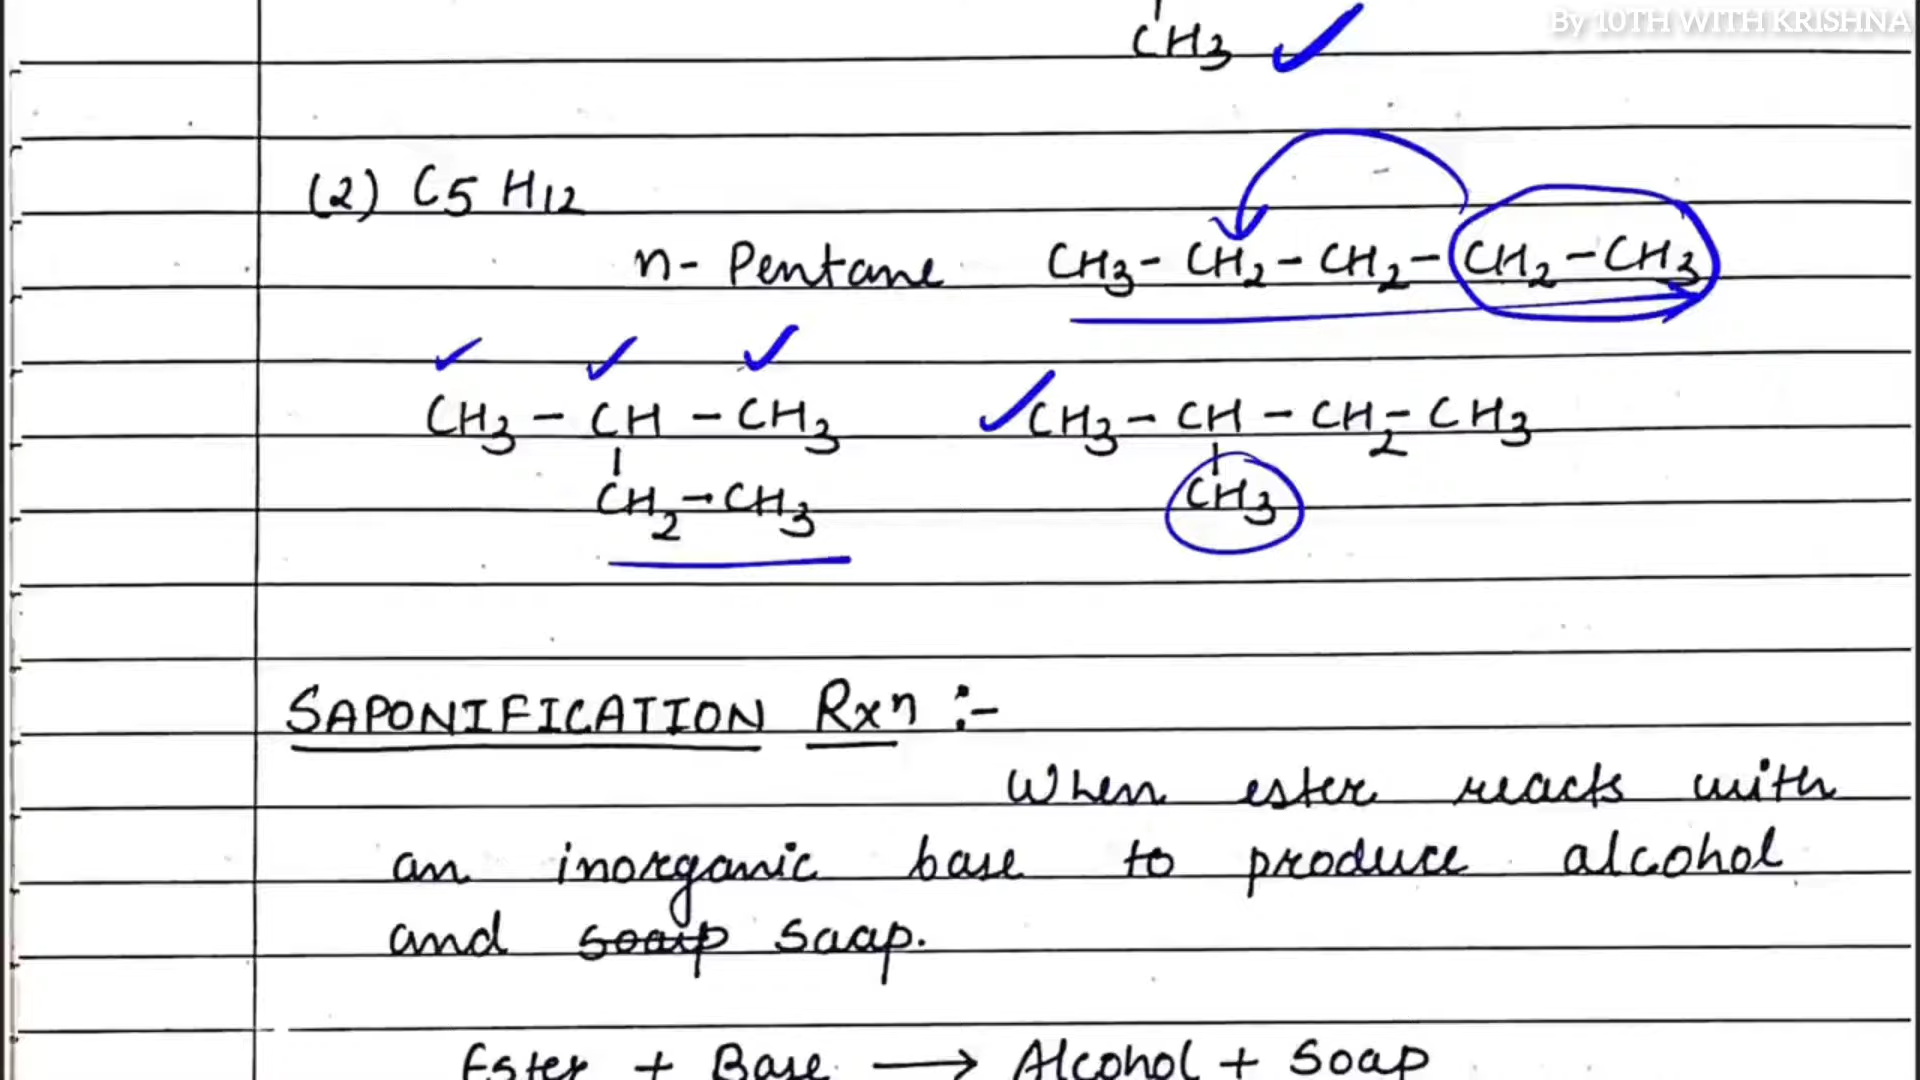 By 10TH WITH KRISHNA
CH3
(2) C5 H12
n- Pentane CH3 - CH2 - CH2 - CH2 - CH3
CH3 - CH - CH3 CH3 - CH - CH2 - CH3
CH2 - CH3 CH3
SAPONIFICATION Rxn :-
When ester reacts with
an inorganic base to produce alcohol
and soaip saap.
Ester + Base → Alcohol + Soap